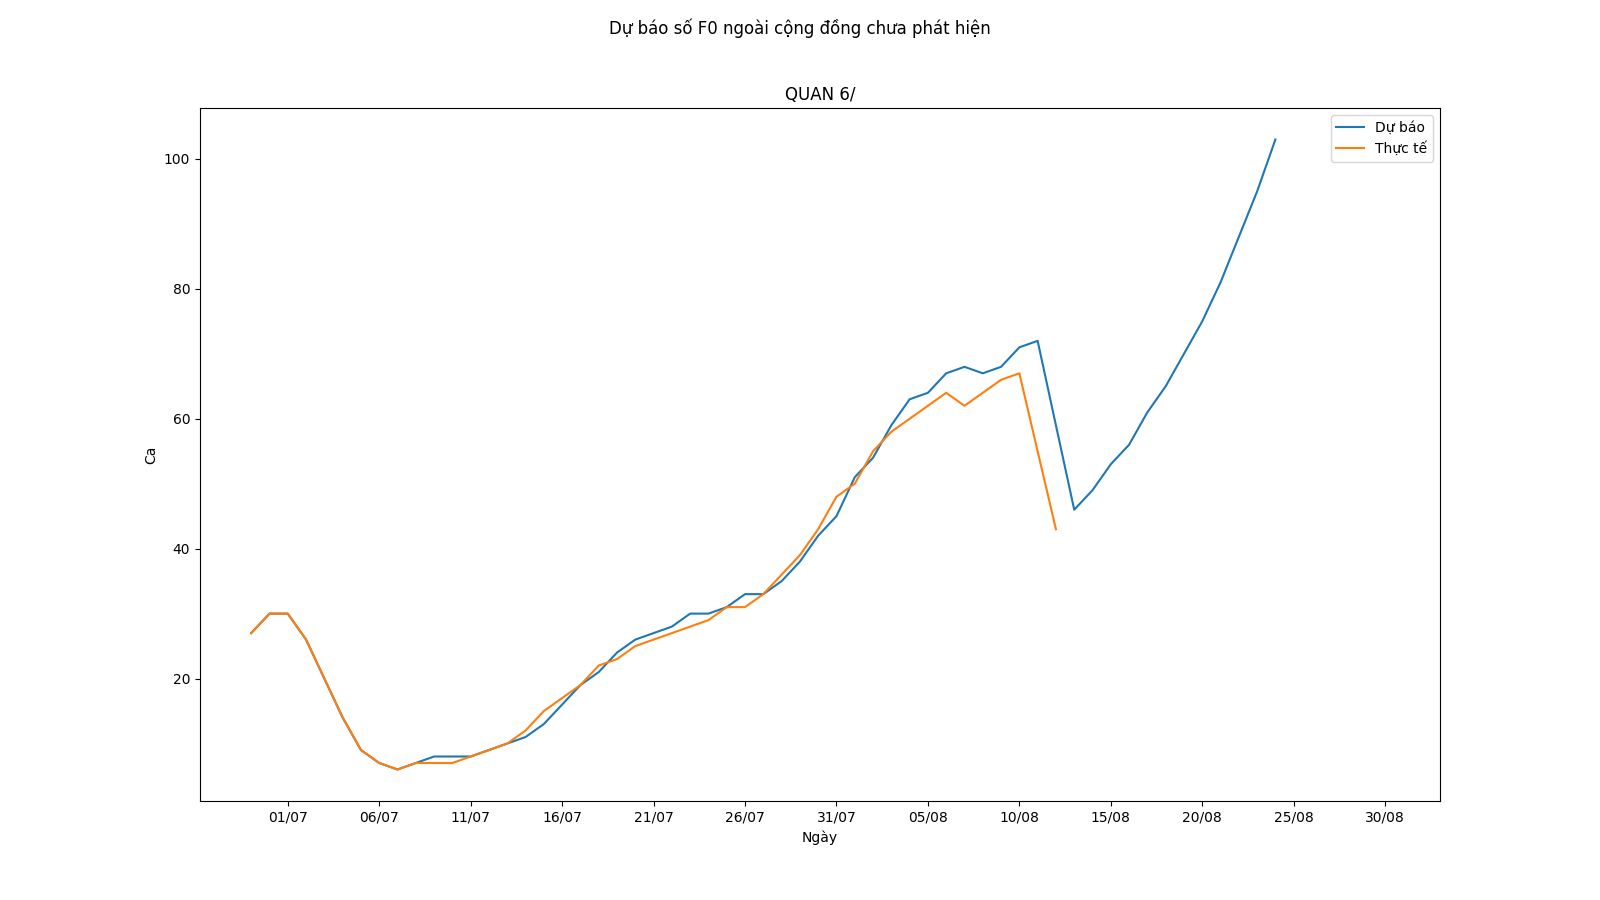 Dự báo số F0 ngoài cộng đồng chưa phát hiện
QUAN 6/
Dự báo
Thực tế
100
80
60
40
20
Ca
01/07 06/07 11/07 16/07 21/07 26/07 31/07 05/08 10/08 15/08 20/08 25/08 30/08
Ngày